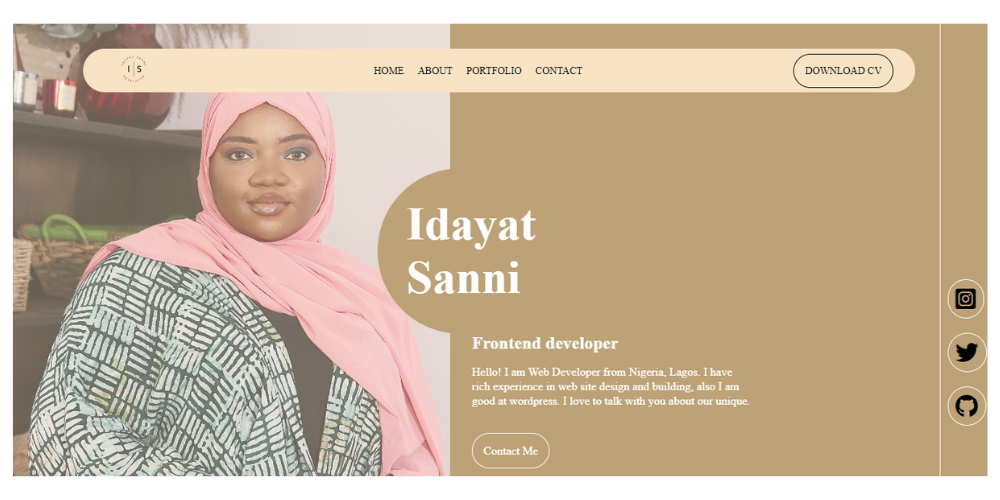 I S
HOME ABOUT PORTFOLIO CONTACT
DOWNLOAD CV
Idayat
Sanni
Frontend developer
Hello! I am Web Developer from Nigeria, Lagos. I have
rich experience in web site design and building, also I am
good at wordpress. I love to talk with you about our unique.
Contact Me